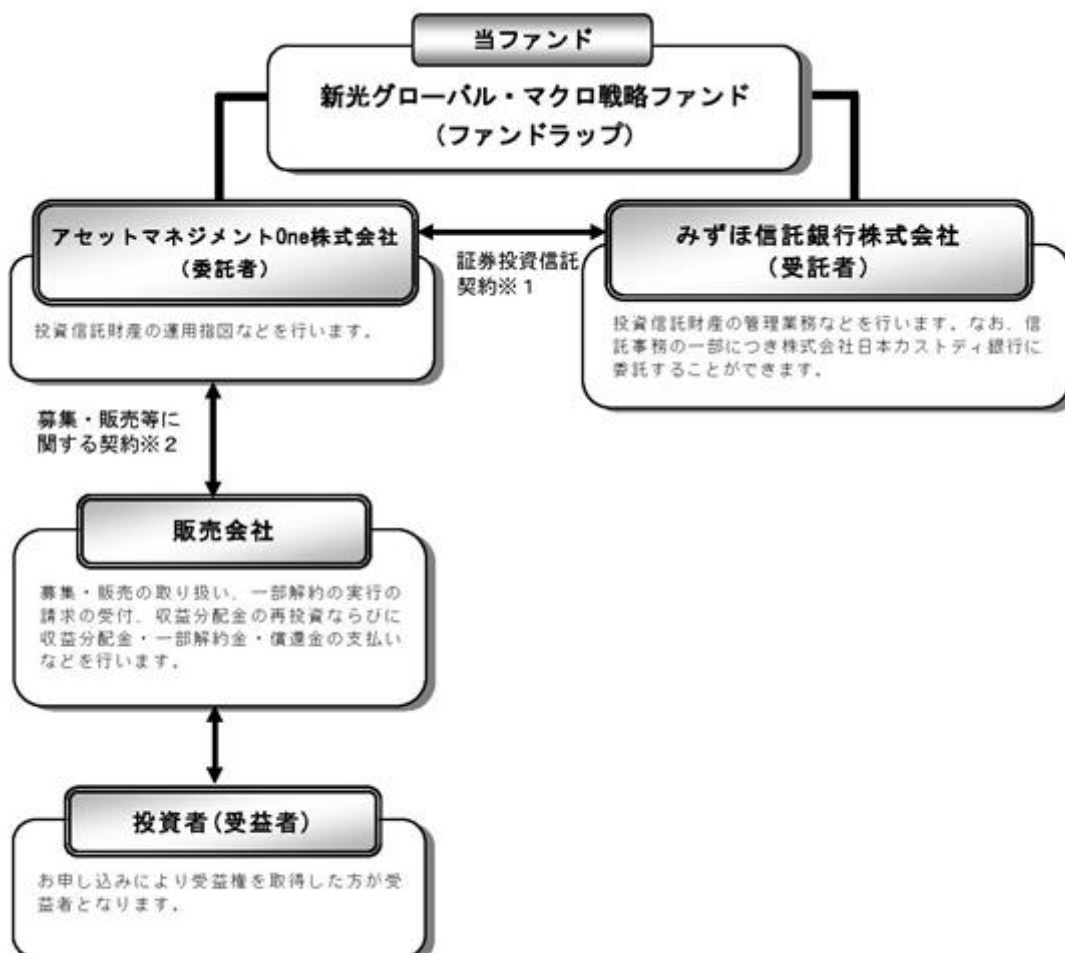 当ファンド
新光グローバル・マクロ戦略ファンド
(ファンドラップ)
アセットマネジメントOne株式会社
(委託者)
投資信託財産の運用指図などを行います。
証券投資信託
契約※1
みずほ信託銀行株式会社
(受託者)
投資信託財産の管理業務などを行います。なお、信
託事務の一部につき株式会社日本カストディ銀行に
委託することができます。
募集・販売等に
関する契約※2
販売会社
募集・販売の取り扱い、一部解約の実行の
請求の受付、収益分配金の再投資ならびに
収益分配金・一部解約金・償還金の支払い
などを行います。
投資者(受益者)
お申し込みにより受益権を取得した方が受
益者となります。